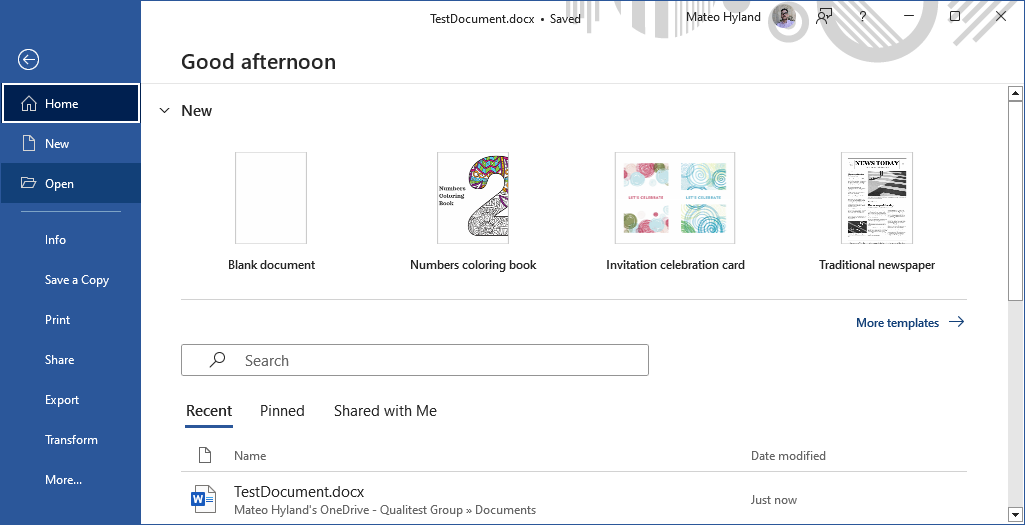 TestDocument.docx • Saved
Mateo Hyland
?
Good afternoon
Home
New
Open
Info
Save a Copy
Print
Share
Export
Transform
More...
New
Numbers
Coloring
Book
2
LET'S CELEBRATE
LET'S CELEBRATE
NEWS TODAY
Blank document
Numbers coloring book
Invitation celebration card
Traditional newspaper
More templates
Search
Recent
Pinned
Shared with Me
Name
Date modified
W
TestDocument.docx
Just now
Mateo Hyland's OneDrive - Qualitest Group » Documents